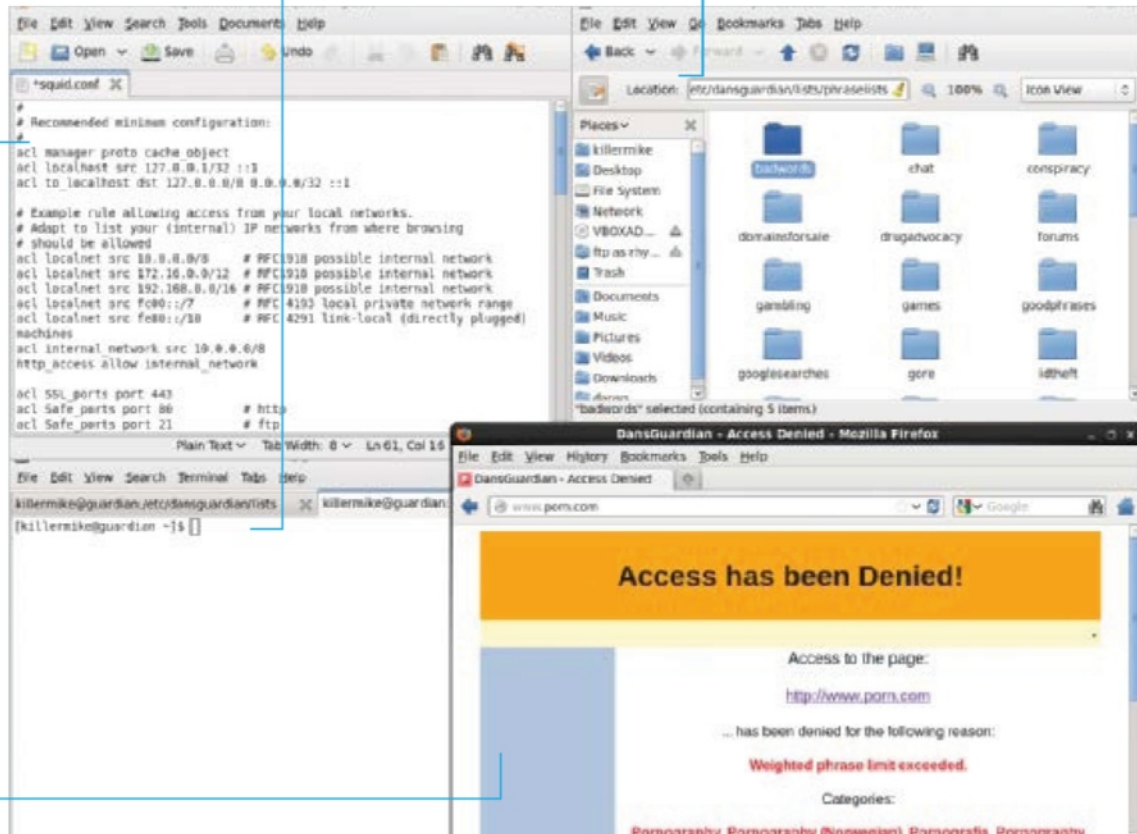 File Edit View Search Tools Documents Help
Open Save Undo
*squid.conf
#
# Recommended minimum configuration:
#
acl manager proto cache_object
acl localhost src 127.0.0.1/32 ::1
acl to_localhost dst 127.0.0.0/8 0.0.0.0/32 ::1
# Example rule allowing access from your local networks.
# Adapt to list your (internal) IP networks from where browsing
# should be allowed
acl localnet src 10.0.0.0/8 # RFC1918 possible internal network
acl localnet src 172.16.0.0/12 # RFC1918 possible internal network
acl localnet src 192.168.0.0/16 # RFC1918 possible internal network
acl localnet src fc00::/7 # RFC 4193 local private network range
acl localnet src fe80::/10 # RFC 4291 link-local (directly plugged)
machines
acl internal_network src 10.0.0.0/8
http_access allow internal_network
acl SSL_ports port 443
acl Safe_ports port 80 # http
acl Safe_ports port 21 # ftp
Plain Text Tab Width: 8 Ln 61, Col 16
File Edit View Go Bookmarks Tabs Help
Back Forward
Location: etc/dansguardian/lists/phraselists 100% Icon View
Places
killermike
Desktop
File System
Network
VBOXAD...
ftp as rhy...
Trash
Documents
Music
Pictures
Videos
Downloads
badwords chat conspiracy
domainsforsale drugadvocacy forums
gambling games goodphrases
googlesearches gore idtheft
"badwords" selected (containing 5 items)
File Edit View Search Terminal Tabs Help
killermike@guardian:/etc/dansguardian/lists killermike@guardian:
[killermike@guardian ~]$
DansGuardian - Access Denied - Mozilla Firefox
File Edit View History Bookmarks Tools Help
DansGuardian - Access Denied
www.porn.com Google
Access has been Denied!
Access to the page:
http://www.porn.com
... has been denied for the following reason:
Weighted phrase limit exceeded.
Categories:
Pornography, Pornography (Norwegian), Pornografia, Pornography